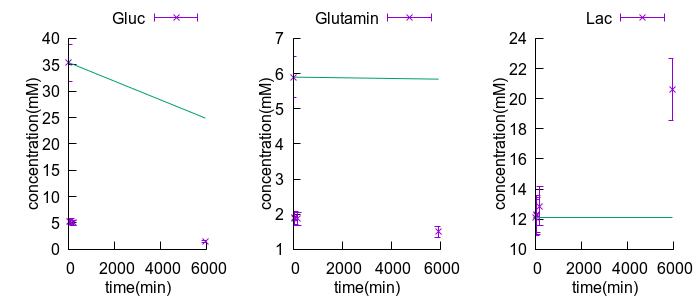 Gluc
40
35
30
25
20
15
10
5
0
0 2000 4000 6000
concentration(mM)
time(min)
Glutamin
7
6
5
4
3
2
1
0 2000 4000 6000
concentration(mM)
time(min)
Lac
24
22
20
18
16
14
12
10
0 2000 4000 6000
concentration(mM)
time(min)